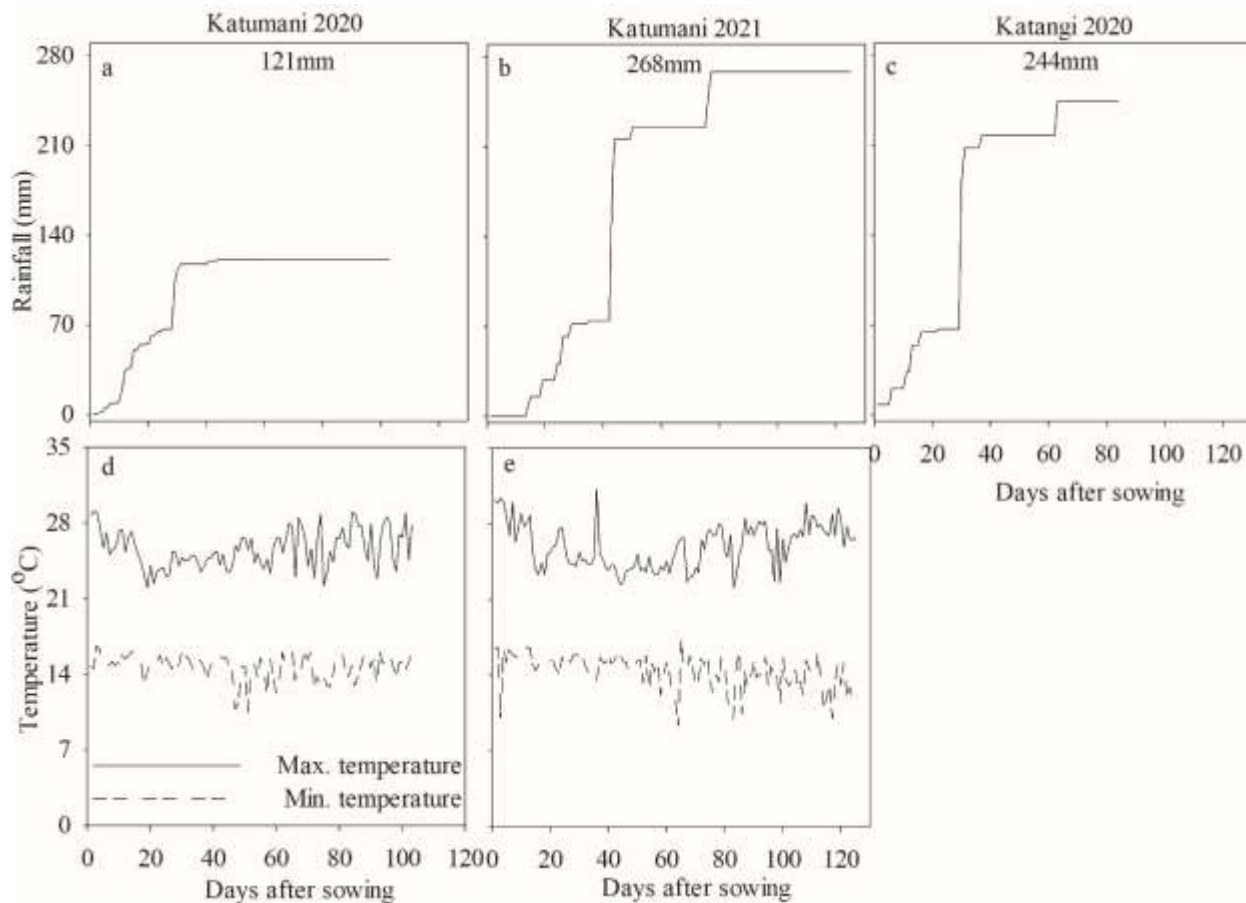 Katumani 2020
Katumani 2021
Katangi 2020
a
121mm
b
268mm
c
244mm
Rainfall (mm)
280
210
140
70
0
0 20 40 60 80 100 120
Days after sowing
d
e
Temperature (°C)
35
28
21
14
7
0
Max. temperature
Min. temperature
0 20 40 60 80 100 120
0 20 40 60 80 100 120
Days after sowing
Days after sowing